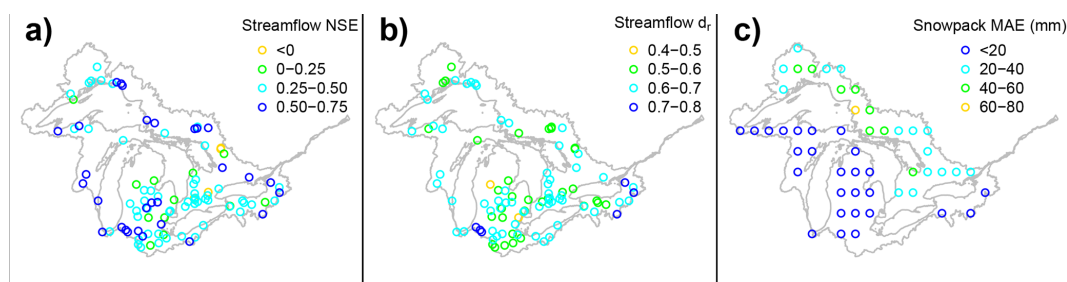 a)
Streamflow NSE
<0
0−0.25
0.25−0.50
0.50−0.75
b)
Streamflow dr
0.4−0.5
0.5−0.6
0.6−0.7
0.7−0.8
c)
Snowpack MAE (mm)
<20
20−40
40−60
60−80